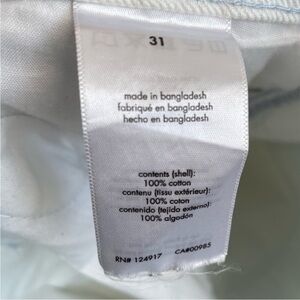 31
made in bangladesh
fabriqué en bangladesh
hecho en bangladesh
contents (shell):
100% cotton
contenu (tissu extérieur):
100% coton
contenido (tejido externo):
100% algodón
RN# 124917 CA#00985